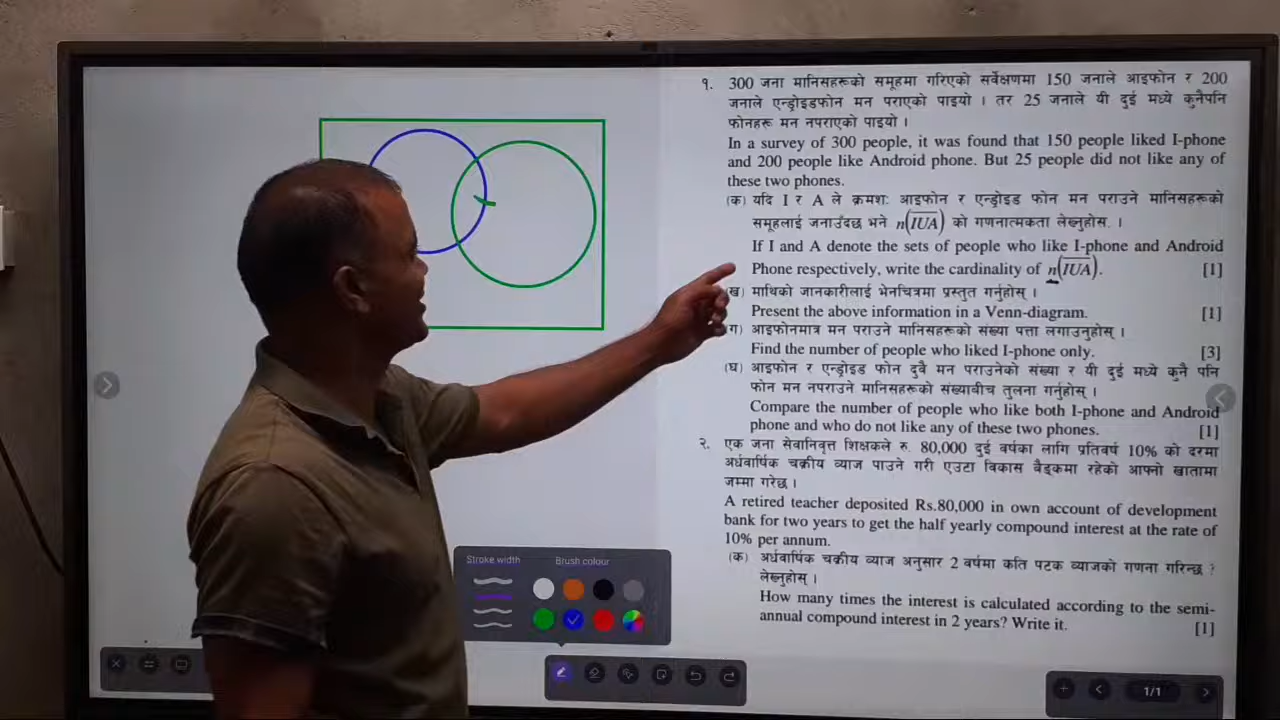 १. 300 जना मानिसहरूको समूहमा गरिएको सर्वेक्षणमा 150 जनाले आइफोन र 200
जनाले एन्ड्रोइडफोन मन पराएको पाइयो । तर 25 जनाले यी दुई मध्ये कुनैपनि
फोनहरू मन नपराएको पाइयो ।
In a survey of 300 people, it was found that 150 people liked I-phone
and 200 people like Android phone. But 25 people did not like any of
these two phones.
(क) यदि I र A ले क्रमशः आइफोन र एन्ड्रोइड फोन मन पराउने मानिसहरूको
समूहलाई जनाउँदछ भने n(I̅U̅A̅) को गणनात्मकता लेख्नुहोस् ।
If I and A denote the sets of people who like I-phone and Android
Phone respectively, write the cardinality of n(I̅U̅A̅). [1]
ख) माथिको जानकारीलाई भेनचित्रमा प्रस्तुत गर्नुहोस् ।
Present the above information in a Venn-diagram. [1]
ग) आइफोनमात्र मन पराउने मानिसहरूको संख्या पत्ता लगाउनुहोस् ।
Find the number of people who liked I-phone only. [3]
(घ) आइफोन र एन्ड्रोइड फोन दुवै मन पराउनेको संख्या र यी दुई मध्ये कुनै पनि
फोन मन नपराउने मानिसहरूको संख्याबीच तुलना गर्नुहोस् ।
Compare the number of people who like both I-phone and Android
phone and who do not like any of these two phones. [1]
२. एक जना सेवानिवृत्त शिक्षकले रु. 80,000 दुई वर्षका लागि प्रतिवर्ष 10% को दरमा
अर्धवार्षिक चक्रीय व्याज पाउने गरी एउटा विकास बैङ्कमा रहेको आफ्नो खातामा
जम्मा गरेछ ।
A retired teacher deposited Rs.80,000 in own account of development
bank for two years to get the half yearly compound interest at the rate of
10% per annum.
(क) अर्धवार्षिक चक्रीय व्याज अनुसार 2 वर्षमा कति पटक व्याजको गणना गरिन्छ ?
लेख्नुहोस् ।
How many times the interest is calculated according to the semi-
annual compound interest in 2 years? Write it. [1]
Stroke width Brush colour
1/1